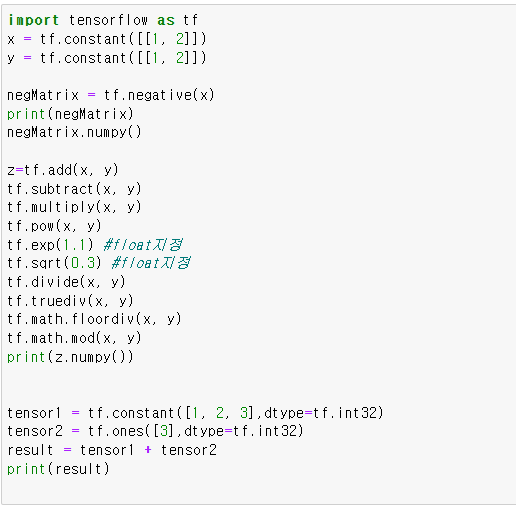 import tensorflow as tf
x = tf.constant([[1, 2]])
y = tf.constant([[1, 2]])
negMatrix = tf.negative(x)
print(negMatrix)
negMatrix.numpy()
z=tf.add(x, y)
tf.subtract(x, y)
tf.multiply(x, y)
tf.pow(x, y)
tf.exp(1.1) #float지정
tf.sqrt(0.3) #float지정
tf.divide(x, y)
tf.truediv(x, y)
tf.math.floordiv(x, y)
tf.math.mod(x, y)
print(z.numpy())
tensor1 = tf.constant([1, 2, 3],dtype=tf.int32)
tensor2 = tf.ones([3],dtype=tf.int32)
result = tensor1 + tensor2
print(result)